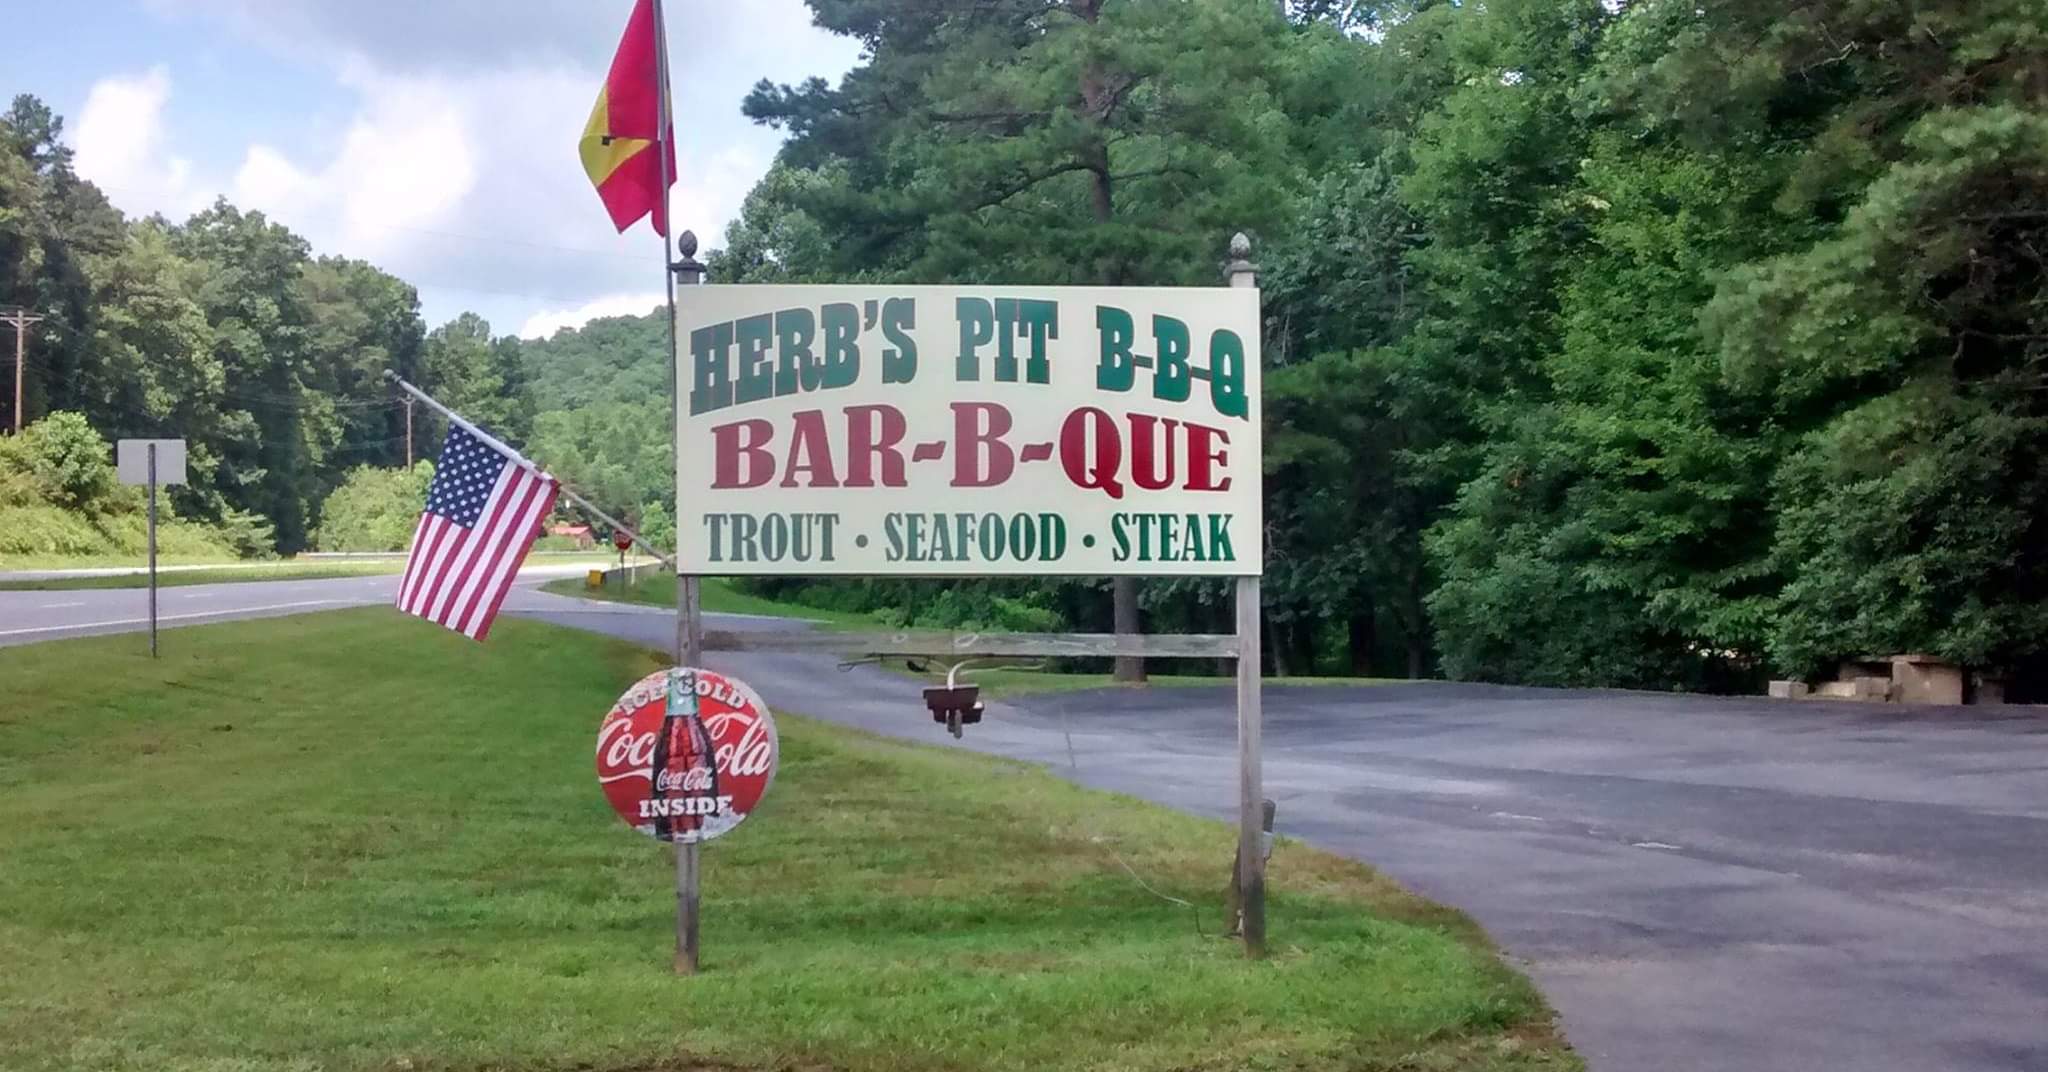 HERB'S PIT B-B-Q
BAR-B-QUE
TROUT • SEAFOOD • STEAK
ICE COLD
Coca-Cola
Coca-Cola
INSIDE